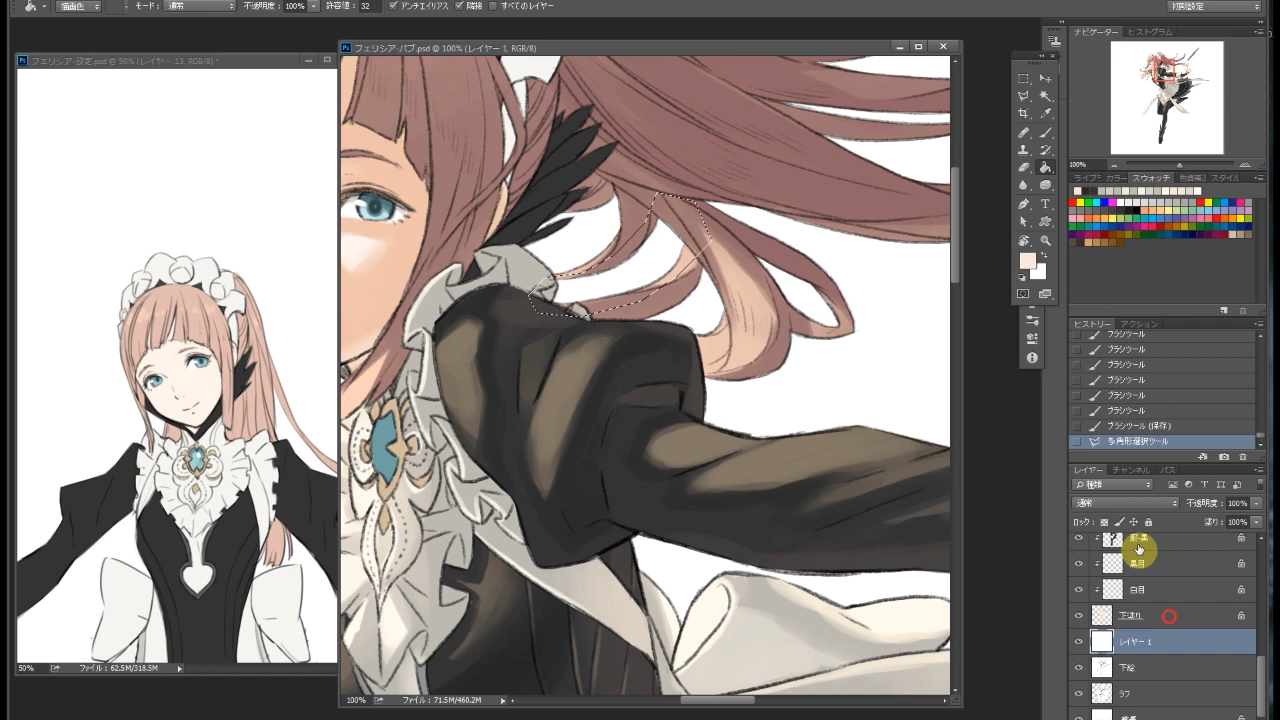 描画色 モード： 通常 不透明度： 100% 許容値： 32 アンチエイリアス 隣接 すべてのレイヤー 初期設定
フェリシア-設定.psd @ 50% (レイヤー 13, RGB/8) *
フェリシア-パブ.psd @ 100% (レイヤー 1, RGB/8)
ナビゲーター ヒストグラム
100%
カラー スウォッチ 色調補 スタイル
ヒストリー アクション
ブラシツール
ブラシツール
ブラシツール
ブラシツール
ブラシツール
ブラシツール
ブラシツール (保存)
多角形選択ツール
レイヤー チャンネル パス
種類
通常 不透明度： 100%
ロック： 塗り： 100%
黒目
白目
下塗り
レイヤー 1
下絵
ラフ
50% ファイル : 62.5M/318.5M
100% ファイル : 71.5M/460.2M